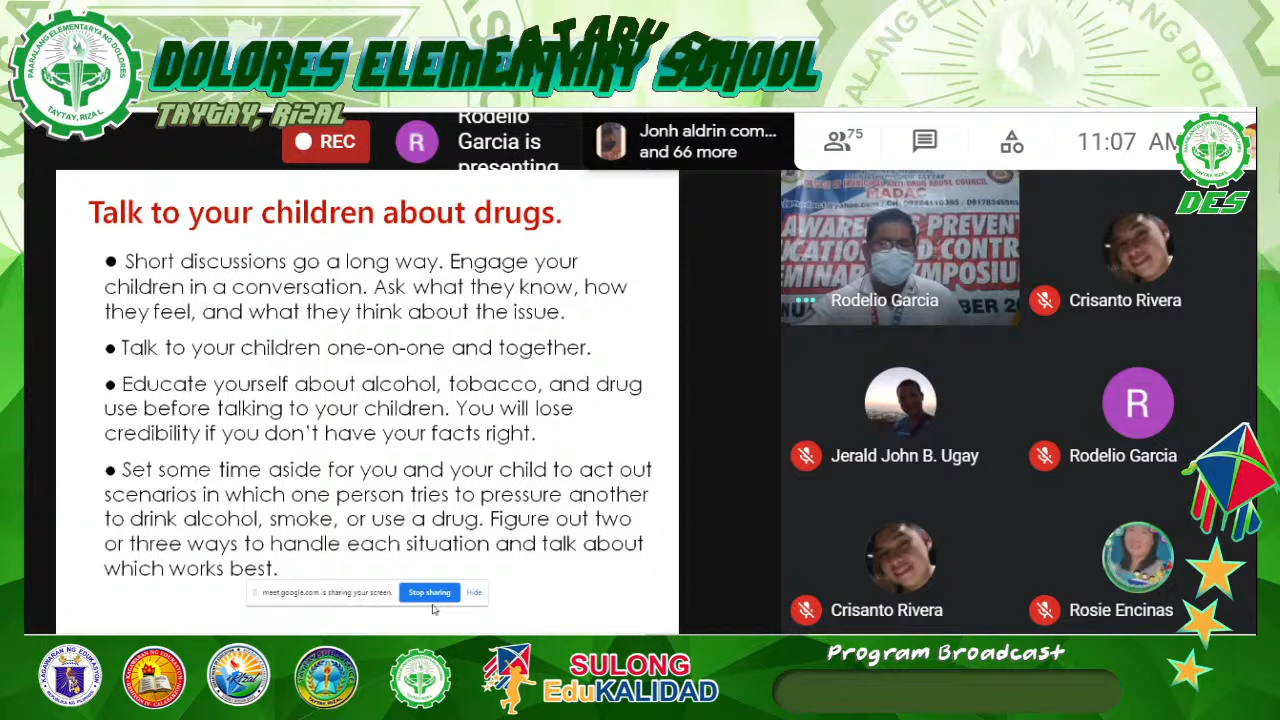 DOLORES ELEMENTARY SCHOOL
TAYTAY, RIZAL
PAARALANG ELEMENTARYA NG DOLORES
TAYTAY, RIZAL
REC
R
Rodelio
Garcia is
presenting
Jonh aldrin com...
and 66 more
75
11:07 AM
DES
Talk to your children about drugs.
● Short discussions go a long way. Engage your
children in a conversation. Ask what they know, how
they feel, and what they think about the issue.
● Talk to your children one-on-one and together.
● Educate yourself about alcohol, tobacco, and drug
use before talking to your children. You will lose
credibility if you don't have your facts right.
● Set some time aside for you and your child to act out
scenarios in which one person tries to pressure another
to drink alcohol, smoke, or use a drug. Figure out two
or three ways to handle each situation and talk about
which works best.
meet.google.com is sharing your screen.
Stop sharing
Hide
Rodelio Garcia
Crisanto Rivera
Jerald John B. Ugay
R
Rodelio Garcia
Crisanto Rivera
Rosie Encinas
SULONG
EduKALIDAD
Program Broadcast